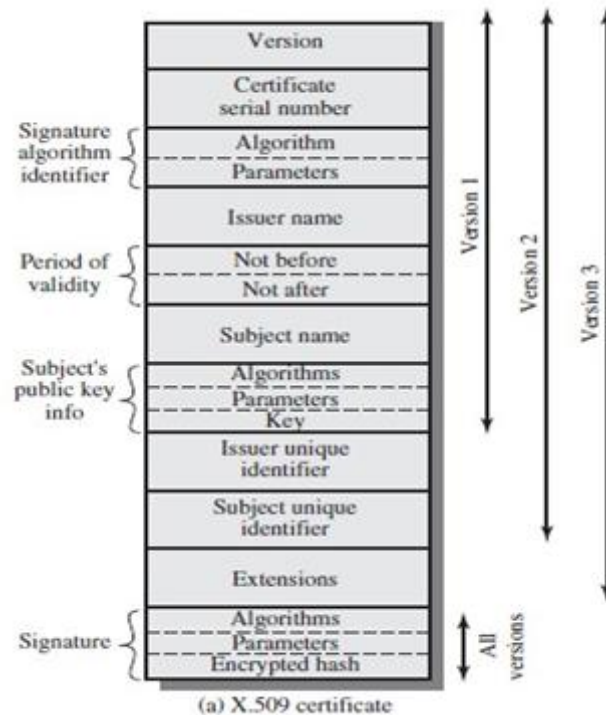 Version
Certificate
serial number
Signature
algorithm
identifier
Algorithm
Parameters
Issuer name
Period of
validity
Not before
Not after
Subject name
Subject's
public key
info
Algorithms
Parameters
Key
Issuer unique
identifier
Subject unique
identifier
Extensions
Signature
Algorithms
Parameters
Encrypted hash
Version 1
Version 2
Version 3
All
versions
(a) X.509 certificate